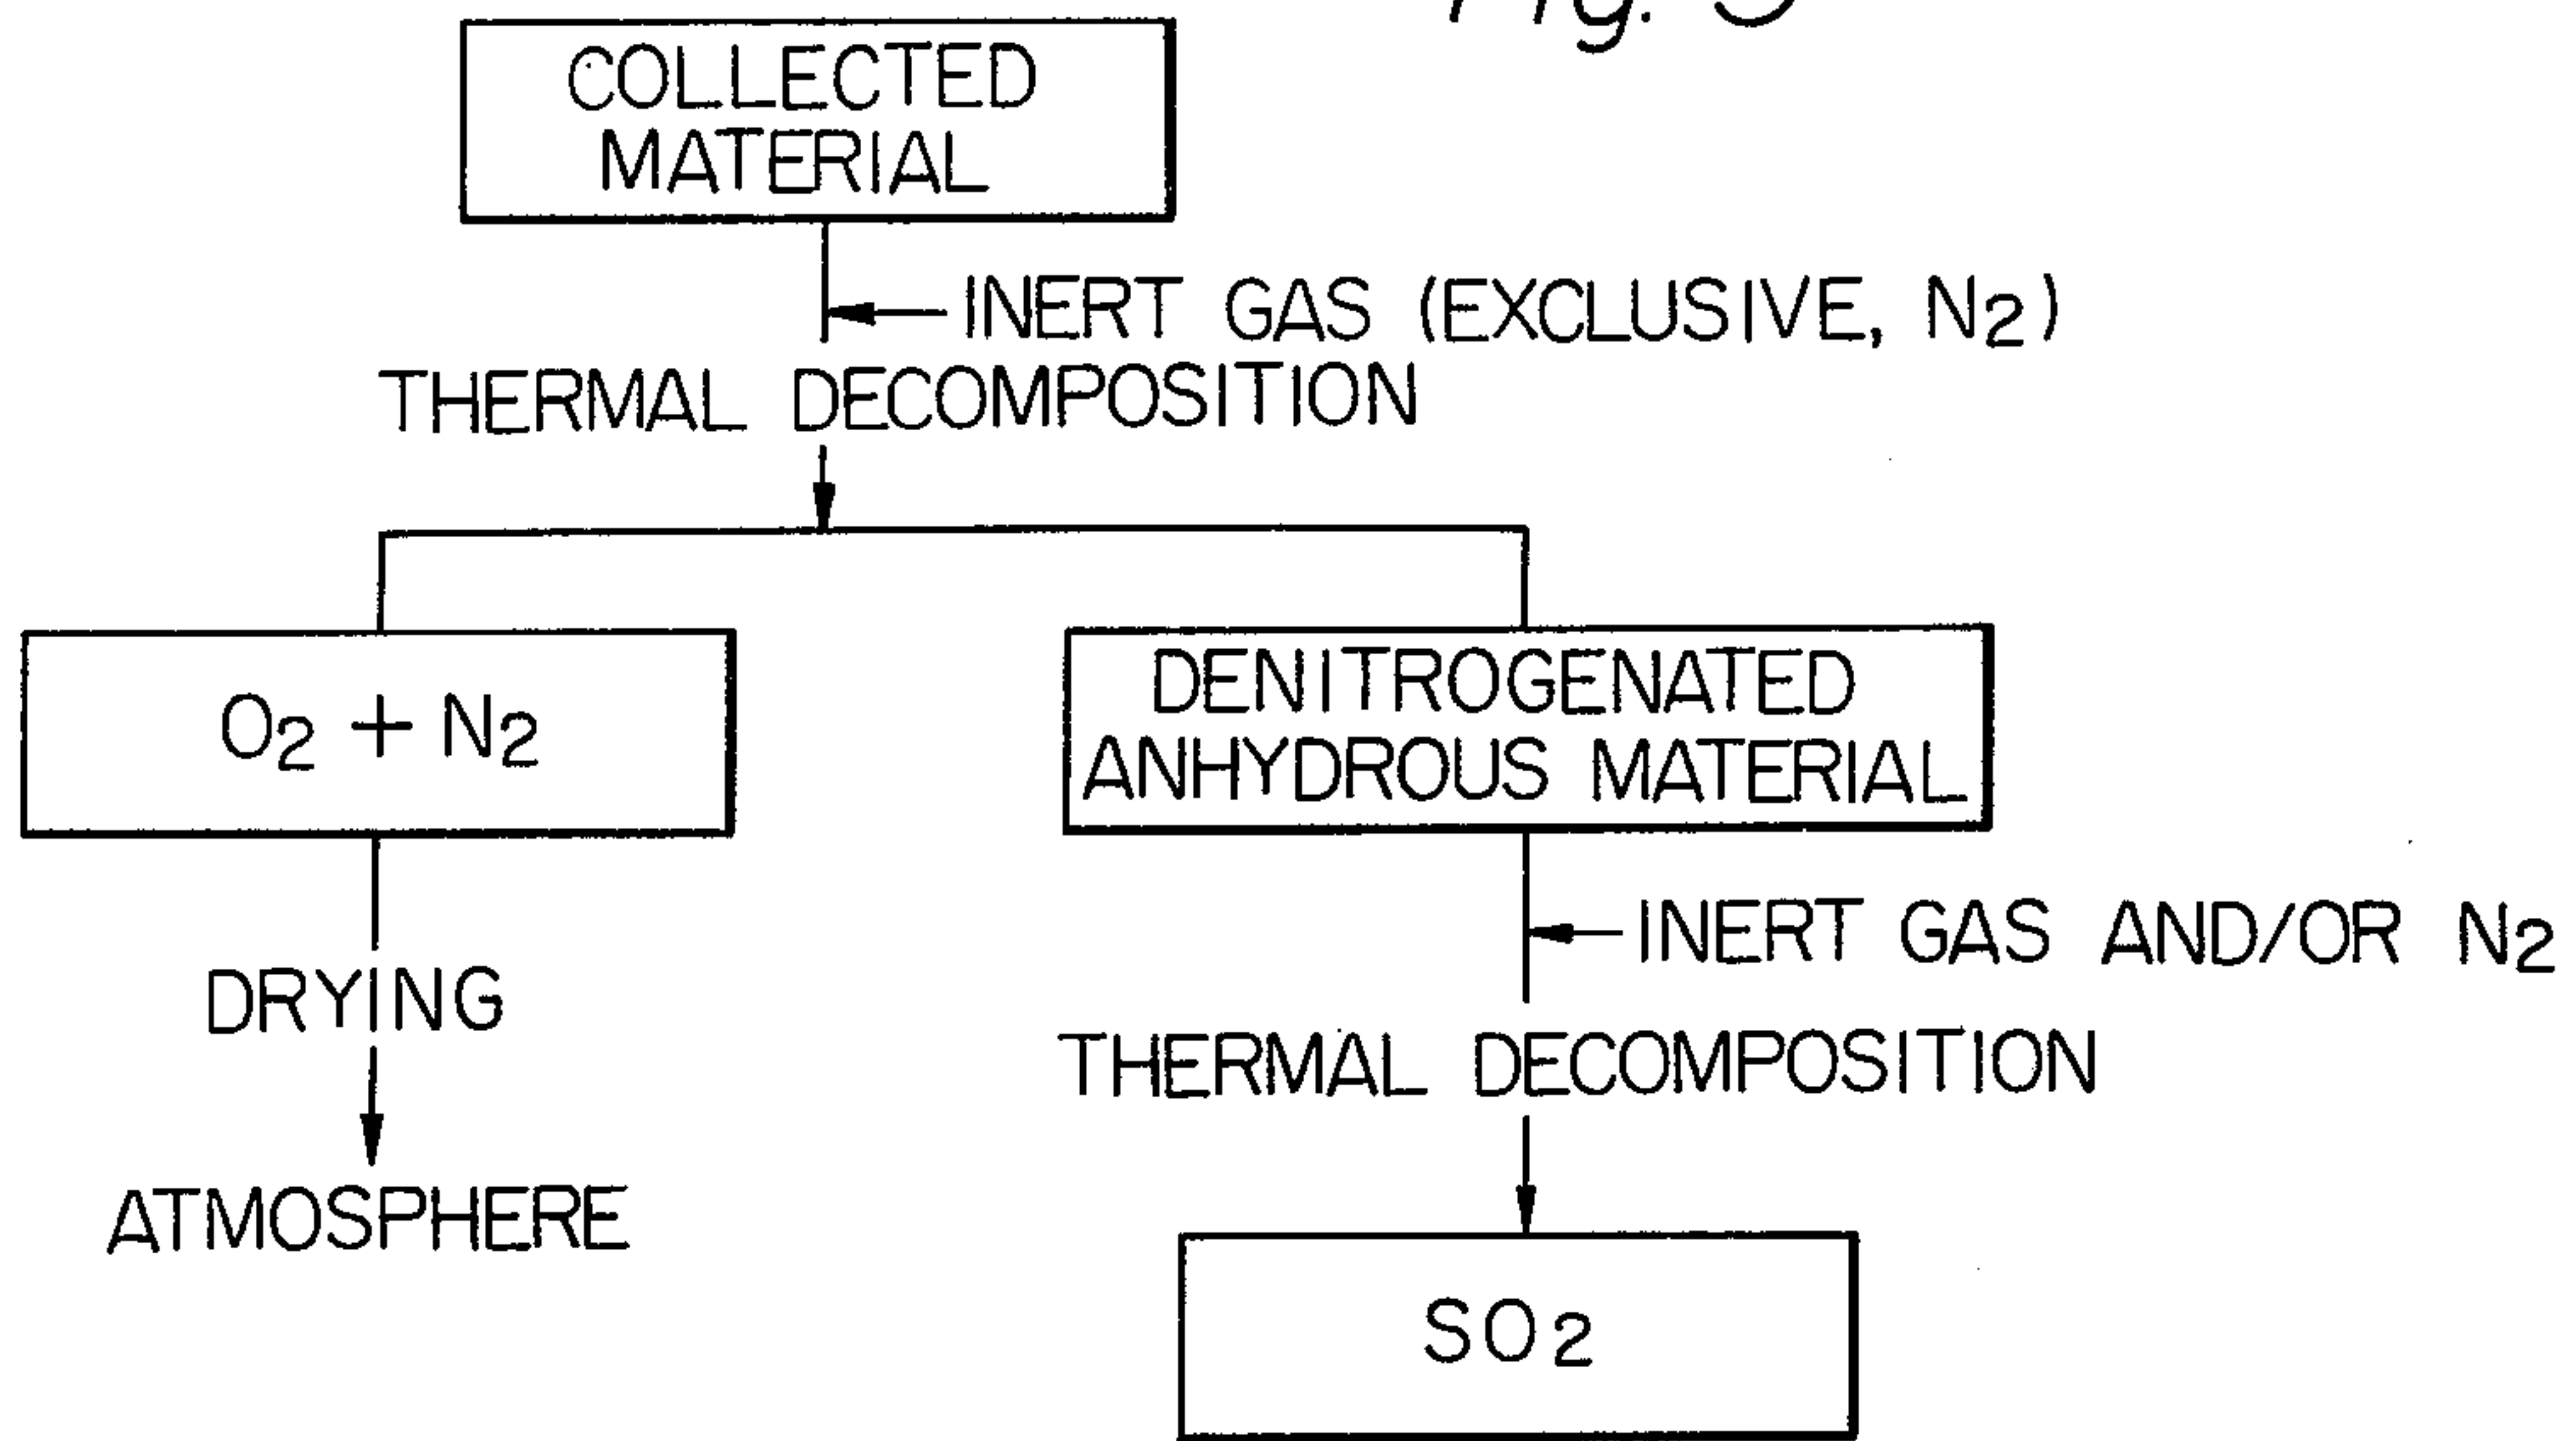 COLLECTED
MATERIAL
INERT GAS (EXCLUSIVE, N2)
THERMAL DECOMPOSITION
O2 + N2
DENITROGENATED
ANHYDROUS MATERIAL
INERT GAS AND/OR N2
DRYING
THERMAL DECOMPOSITION
ATMOSPHERE
SO2